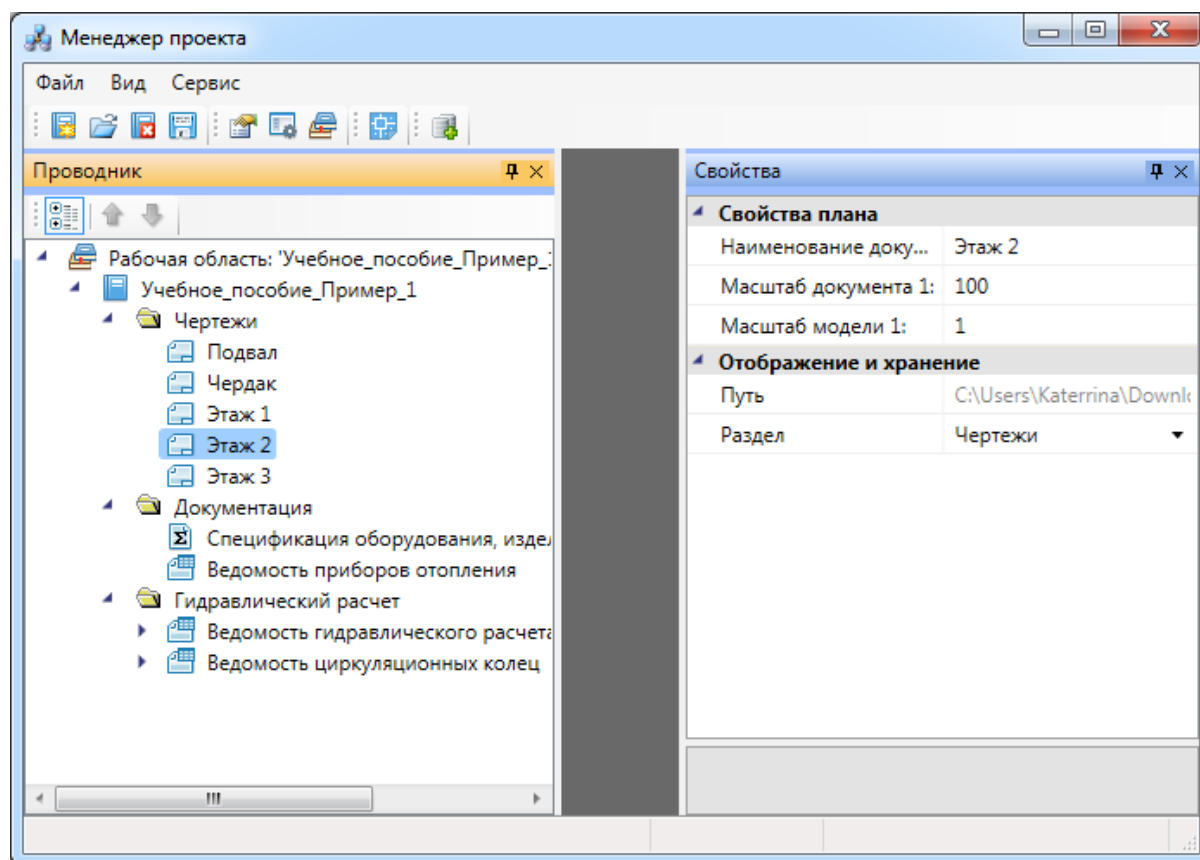 Менеджер проекта
Файл Вид Сервис
Проводник
Рабочая область: 'Учебное_пособие_Пример_
Учебное_пособие_Пример_1
Чертежи
Подвал
Чердак
Этаж 1
Этаж 2
Этаж 3
Документация
Спецификация оборудования, издел
Ведомость приборов отопления
Гидравлический расчет
Ведомость гидравлического расчета
Ведомость циркуляционных колец
Свойства
Свойства плана
Наименование доку... Этаж 2
Масштаб документа 1: 100
Масштаб модели 1: 1
Отображение и хранение
Путь C:\Users\Katerrina\Downlo
Раздел Чертежи